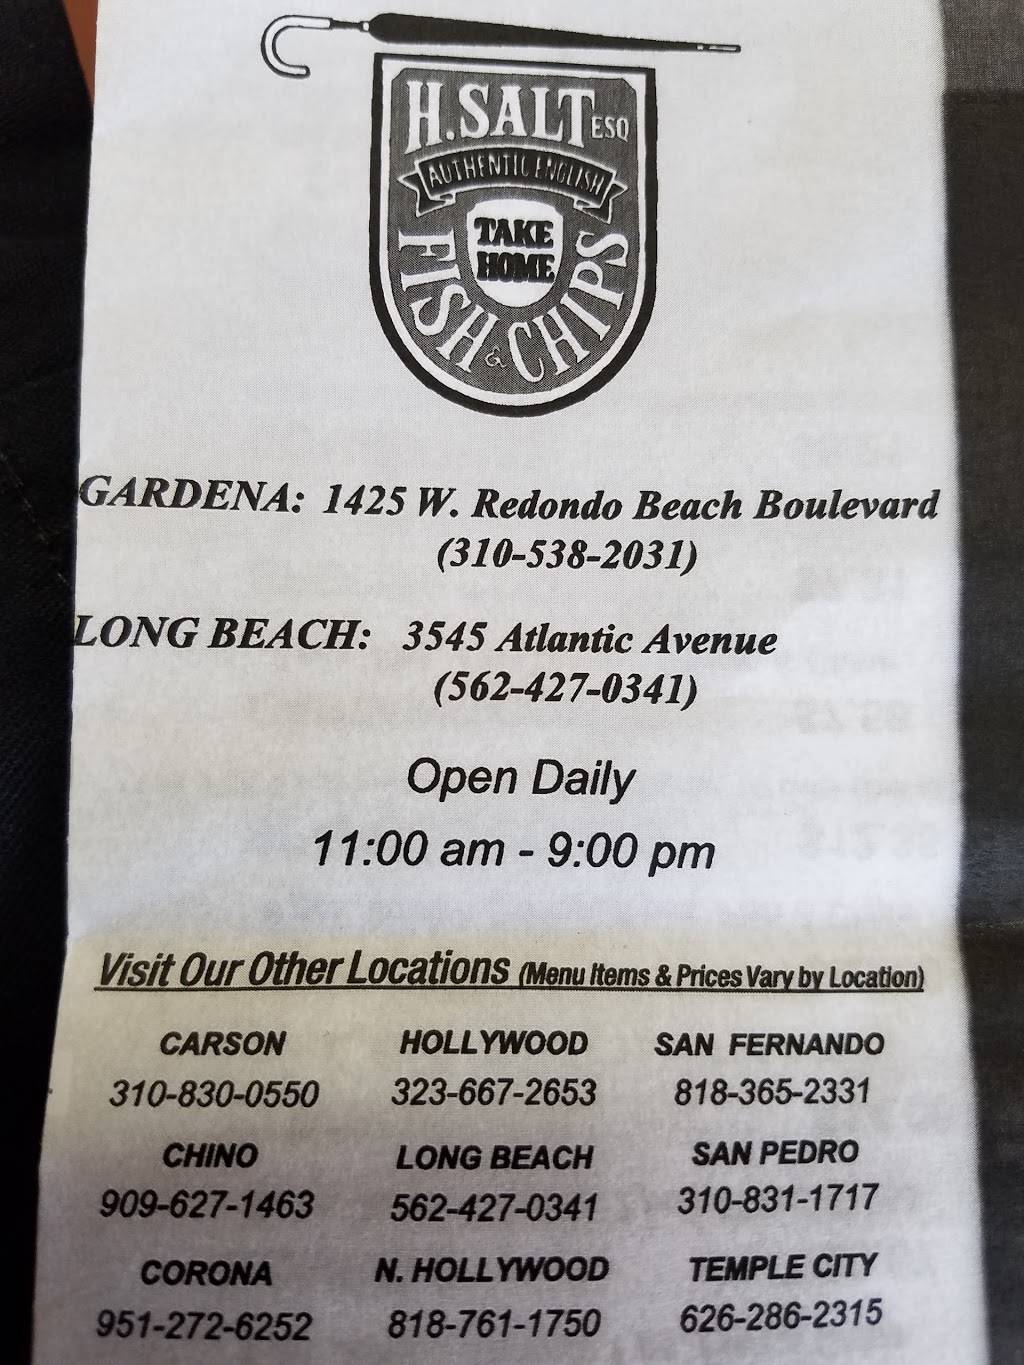 H.SALT ESQ
AUTHENTIC ENGLISH
TAKE
HOME
FISH & CHIPS
GARDENA: 1425 W. Redondo Beach Boulevard
(310-538-2031)
LONG BEACH: 3545 Atlantic Avenue
(562-427-0341)
Open Daily
11:00 am - 9:00 pm
Visit Our Other Locations (Menu Items & Prices Vary by Location)
CARSON HOLLYWOOD SAN FERNANDO
310-830-0550 323-667-2653 818-365-2331
CHINO LONG BEACH SAN PEDRO
909-627-1463 562-427-0341 310-831-1717
CORONA N. HOLLYWOOD TEMPLE CITY
951-272-6252 818-761-1750 626-286-2315